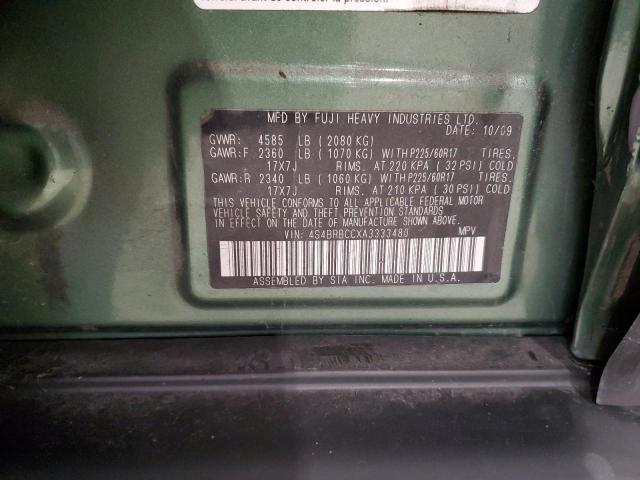 de contrôler la pression.
MFD BY FUJI HEAVY INDUSTRIES LTD.
DATE: 10/09
GVWR: 4585 LB ( 2080 KG)
GAWR:F 2360 LB ( 1070 KG) WITH P225/60R17 TIRES,
17X7J RIMS. AT 220 KPA ( 32 PSI) COLD
GAWR:R 2340 LB ( 1060 KG) WITH P225/60R17 TIRES,
17X7J RIMS. AT 210 KPA ( 30 PSI) COLD
THIS VEHICLE CONFORMS TO ALL APPLICABLE FEDERAL MOTOR
VEHICLE SAFETY AND THEFT PREVENTION STANDARDS
IN EFFECT ON THE DATE OF MANUFACTURE SHOWN ABOVE.
VIN: 4S4BRBCCXA3333480 MPV
ASSEMBLED BY SIA INC. MADE IN U.S.A.